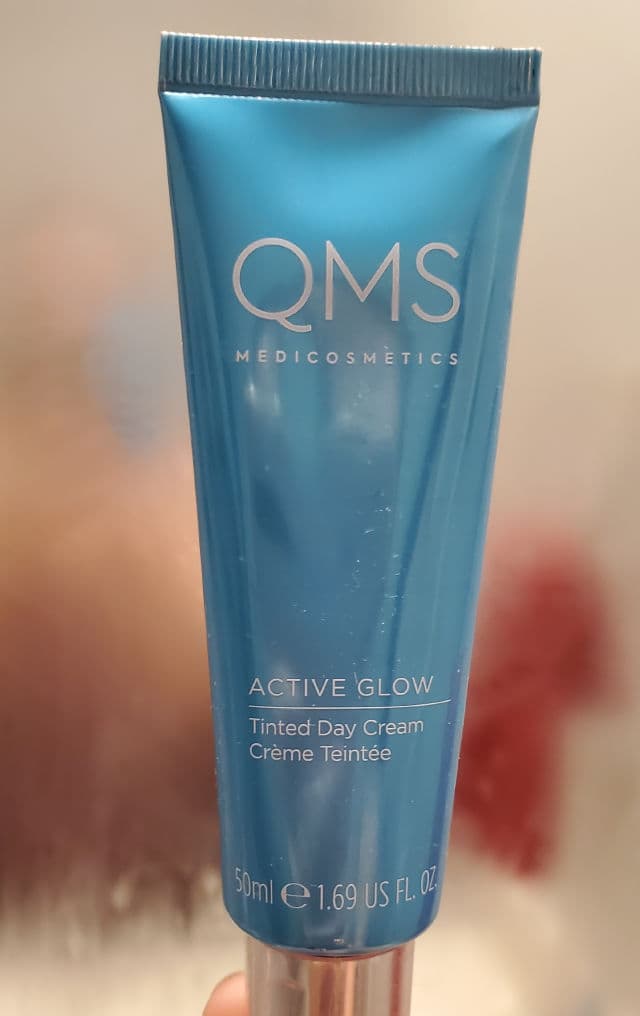 QMS
MEDICOSMETICS
ACTIVE GLOW
Tinted Day Cream
Crème Teintée
50ml ℮ 1.69 US FL. OZ.